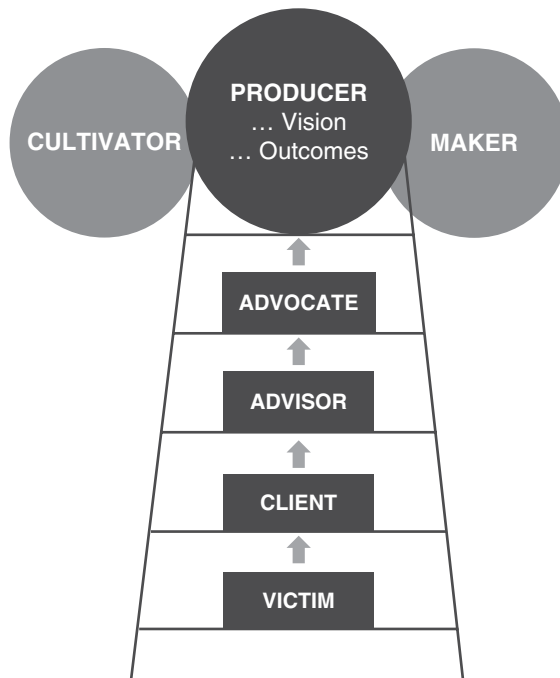 PRODUCER
… Vision
… Outcomes
CULTIVATOR
MAKER
ADVOCATE
ADVISOR
CLIENT
VICTIM